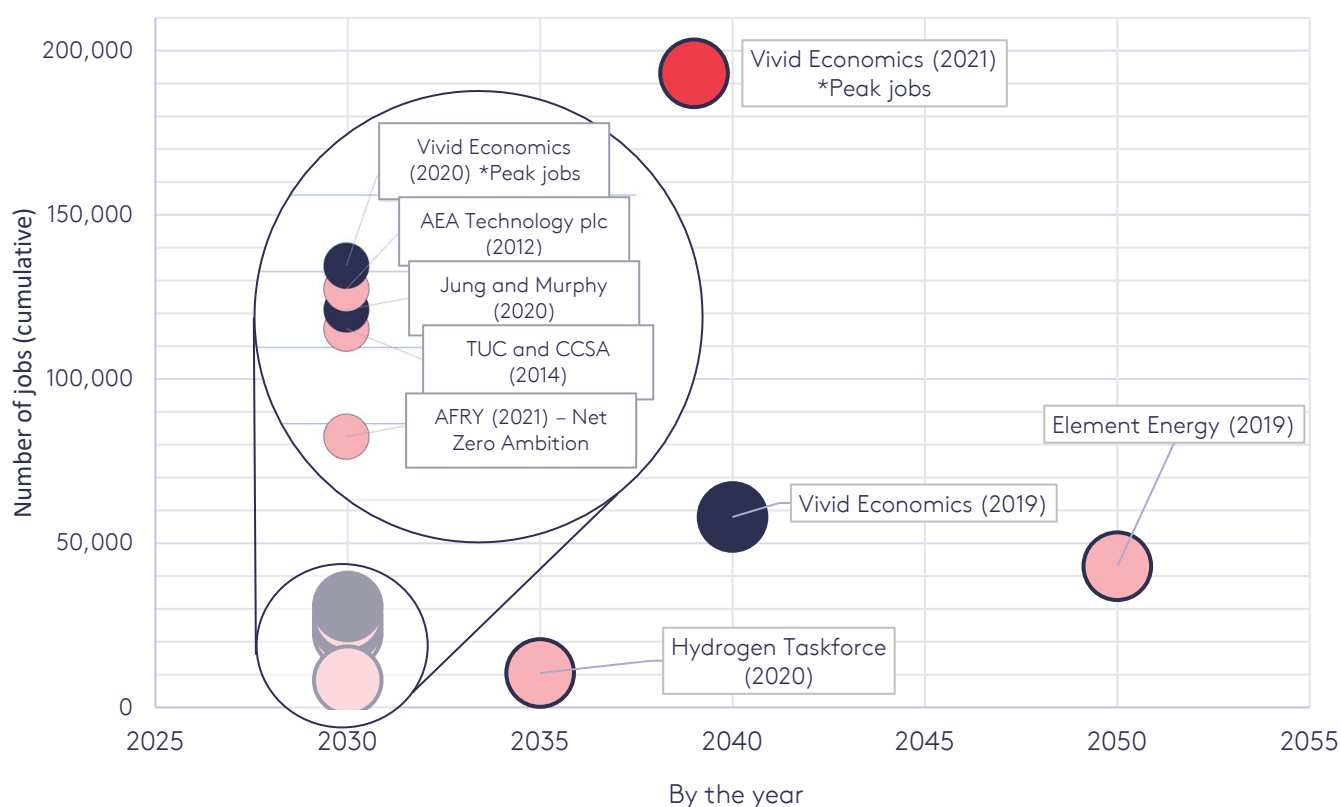 200,000
150,000
100,000
50,000
0
Number of jobs (cumulative)
Vivid Economics (2021)
*Peak jobs
Vivid Economics
(2020) *Peak jobs
AEA Technology plc
(2012)
Jung and Murphy
(2020)
TUC and CCSA
(2014)
AFRY (2021) – Net
Zero Ambition
Element Energy (2019)
Vivid Economics (2019)
Hydrogen Taskforce
(2020)
2025
2030
2035
2040
2045
2050
2055
By the year